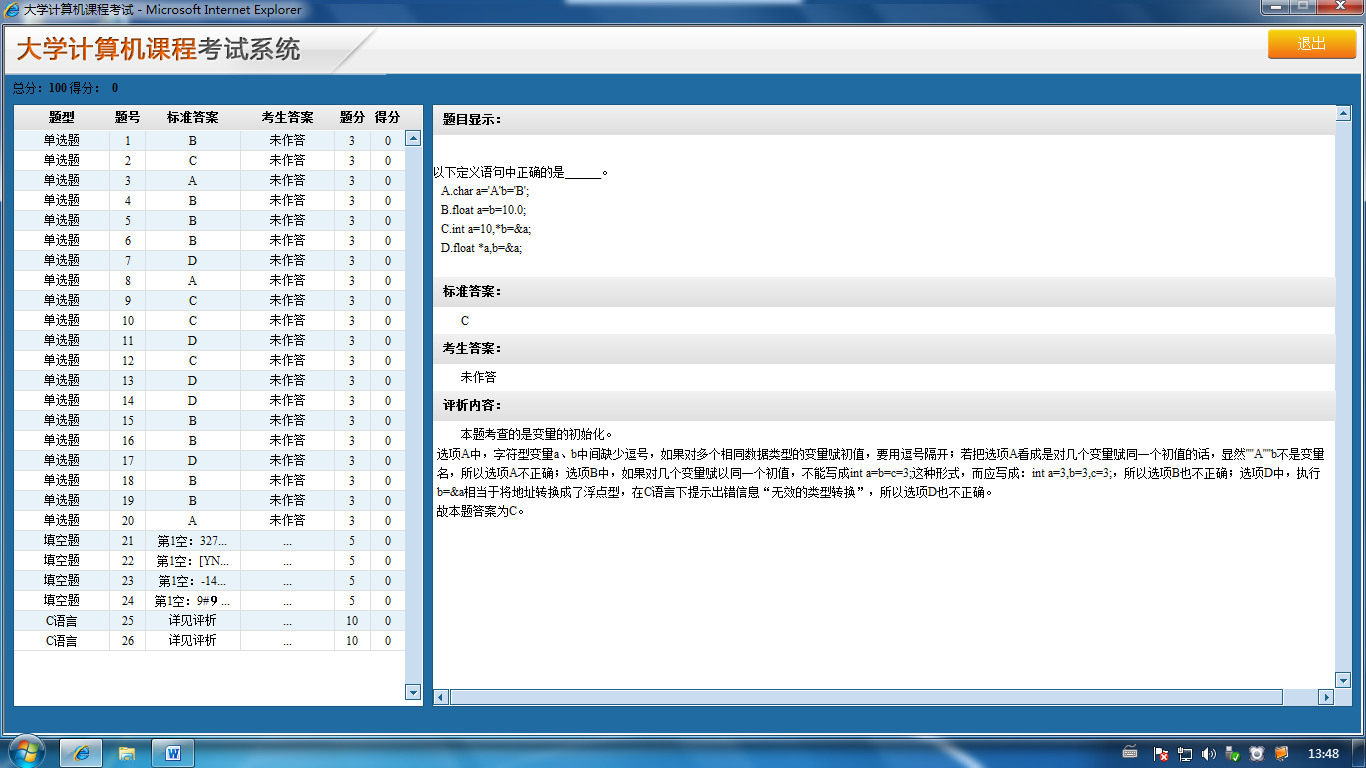 大学计算机课程考试 - Microsoft Internet Explorer
大学计算机课程考试系统
退出
总分：100 得分： 0
题型 题号 标准答案 考生答案 题分 得分
单选题 1 B 未作答 3 0
单选题 2 C 未作答 3 0
单选题 3 A 未作答 3 0
单选题 4 B 未作答 3 0
单选题 5 B 未作答 3 0
单选题 6 B 未作答 3 0
单选题 7 D 未作答 3 0
单选题 8 A 未作答 3 0
单选题 9 C 未作答 3 0
单选题 10 C 未作答 3 0
单选题 11 D 未作答 3 0
单选题 12 C 未作答 3 0
单选题 13 D 未作答 3 0
单选题 14 D 未作答 3 0
单选题 15 B 未作答 3 0
单选题 16 B 未作答 3 0
单选题 17 D 未作答 3 0
单选题 18 B 未作答 3 0
单选题 19 B 未作答 3 0
单选题 20 A 未作答 3 0
填空题 21 第1空：327... ... 5 0
填空题 22 第1空：[YN... ... 5 0
填空题 23 第1空：-14... ... 5 0
填空题 24 第1空：9#9 ... ... 5 0
C语言 25 详见评析 ... 10 0
C语言 26 详见评析 ... 10 0
题目显示：
以下定义语句中正确的是______。
A.char a='A'b='B';
B.float a=b=10.0;
C.int a=10,*b=&a;
D.float *a,b=&a;
标准答案：
C
考生答案：
未作答
评析内容：
本题考查的是变量的初始化。
选项A中，字符型变量a、b中间缺少逗号，如果对多个相同数据类型的变量赋初值，要用逗号隔开；若把选项A看成是对几个变量赋同一个初值的话，显然""A""b不是变量
名，所以选项A不正确；选项B中，如果对几个变量赋以同一个初值，不能写成int a=b=c=3;这种形式，而应写成：int a=3,b=3,c=3;，所以选项B也不正确；选项D中，执行
b=&a相当于将地址转换成了浮点型，在C语言下提示出错信息“无效的类型转换”，所以选项D也不正确。
故本题答案为C。
13:48